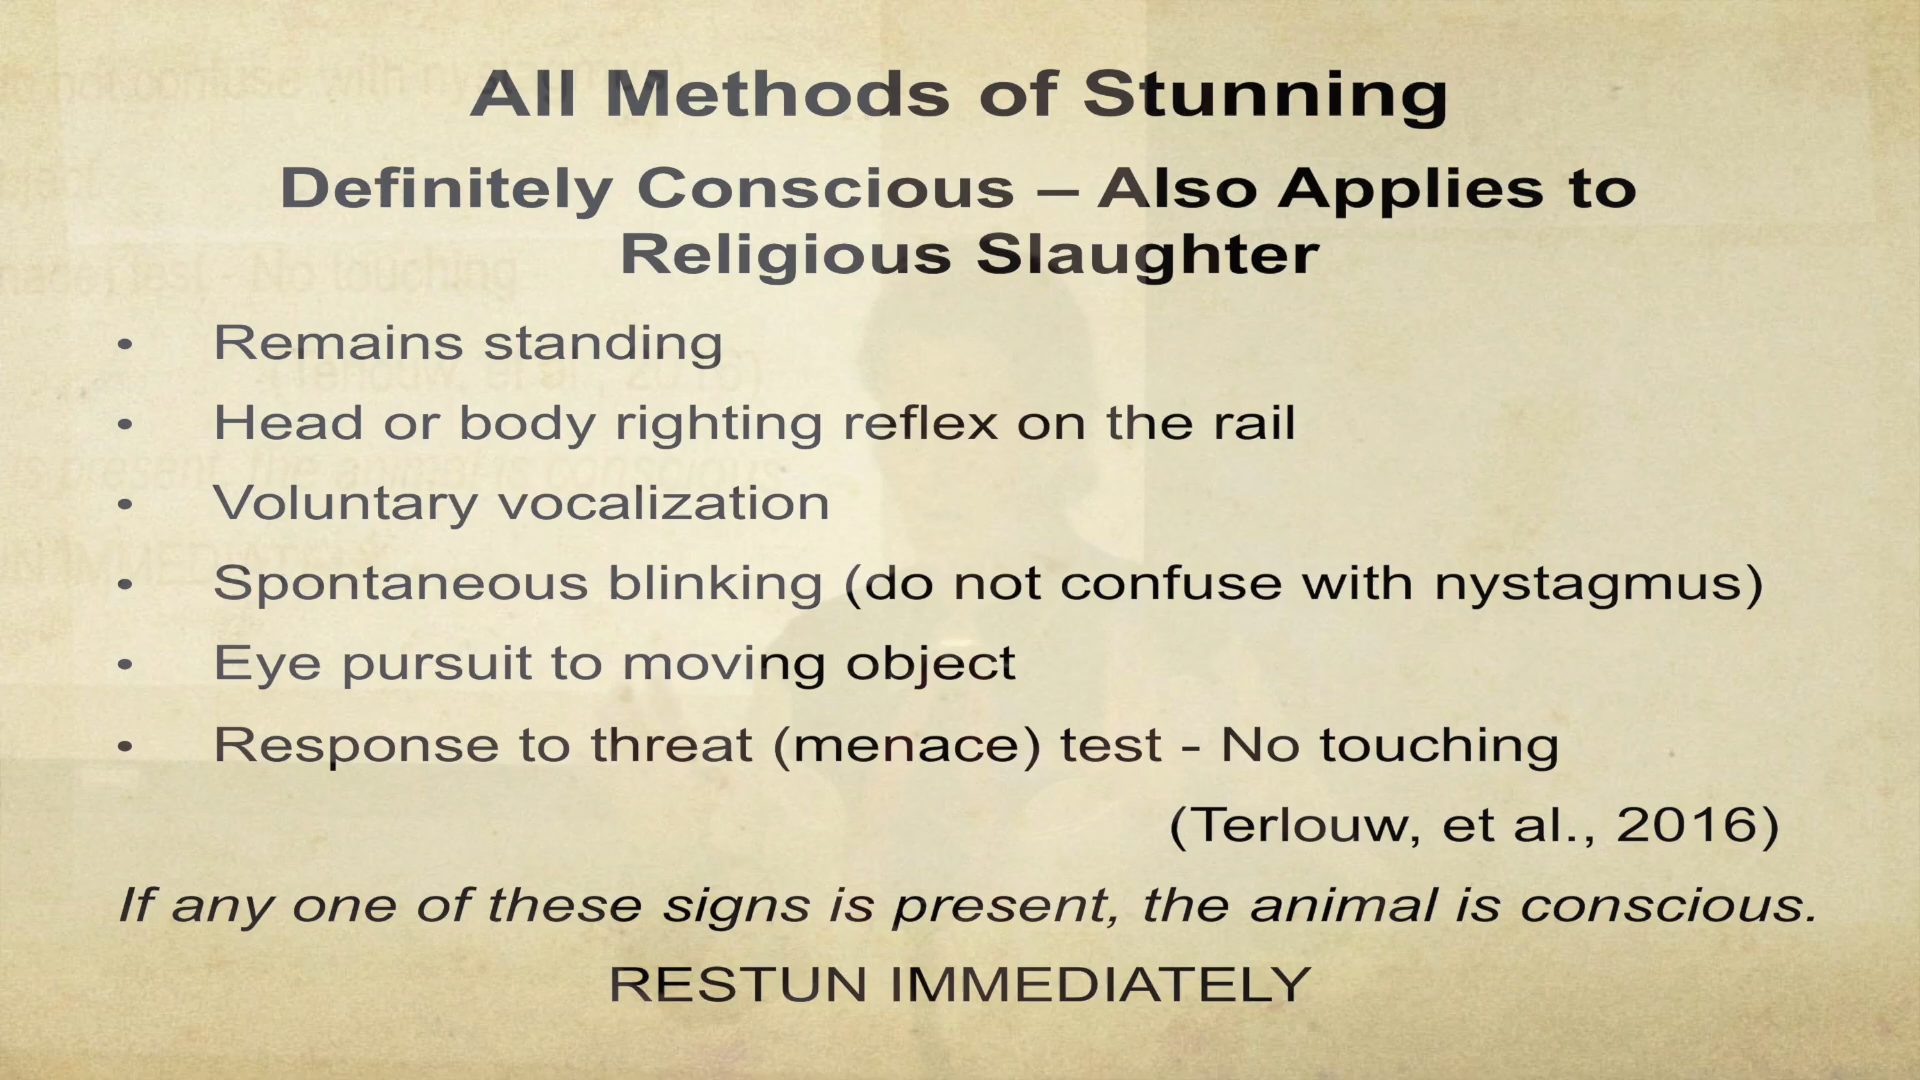 All Methods of Stunning
Definitely Conscious – Also Applies to
Religious Slaughter
• Remains standing
• Head or body righting reflex on the rail
• Voluntary vocalization
• Spontaneous blinking (do not confuse with nystagmus)
• Eye pursuit to moving object
• Response to threat (menace) test - No touching
(Terlouw, et al., 2016)
If any one of these signs is present, the animal is conscious.
RESTUN IMMEDIATELY